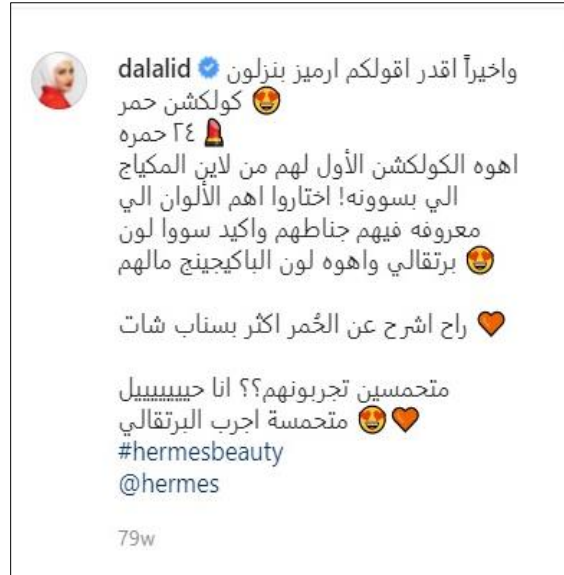 dalalid واخيراً اقدر اقولكم ارميز بنزلون
كولكشن حمر 😍
٢٤ حمره 💄
اهوه الكولكشن الأول لهم من لاين المكياج
الي بسوونه! اختاروا اهم الألوان الي
معروفه فيهم جناطهم واكيد سووا لون
برتقالي واهوه لون الباكيجينج مالهم 😍
راح اشرح عن الحُمر اكثر بسناب شات 🧡
متحمسين تجربونهم؟؟ انا حيييييييل
متحمسة اجرب البرتقالي 😍🧡
#hermesbeauty
@hermes
79w